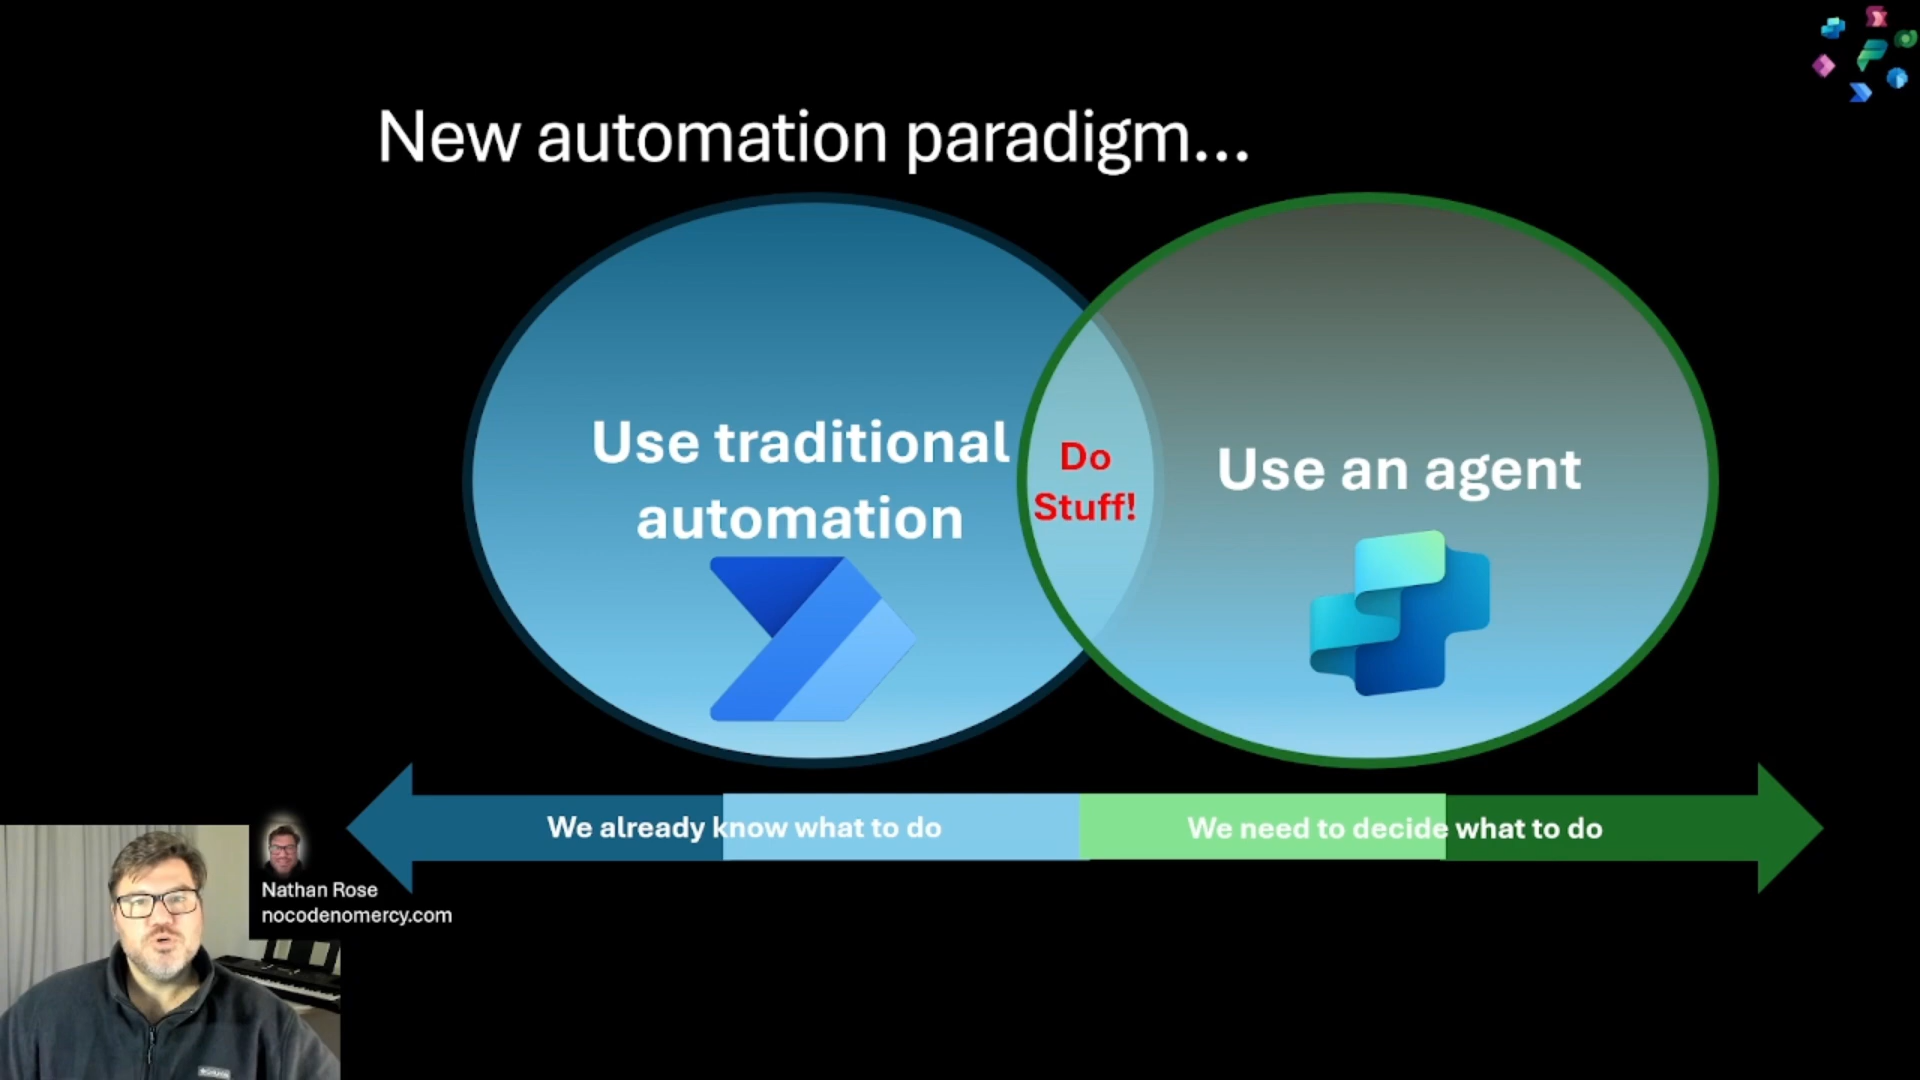 New automation paradigm...
Use traditional
automation
Do
Stuff!
Use an agent
We already know what to do
We need to decide what to do
Nathan Rose
nocodenomercy.com